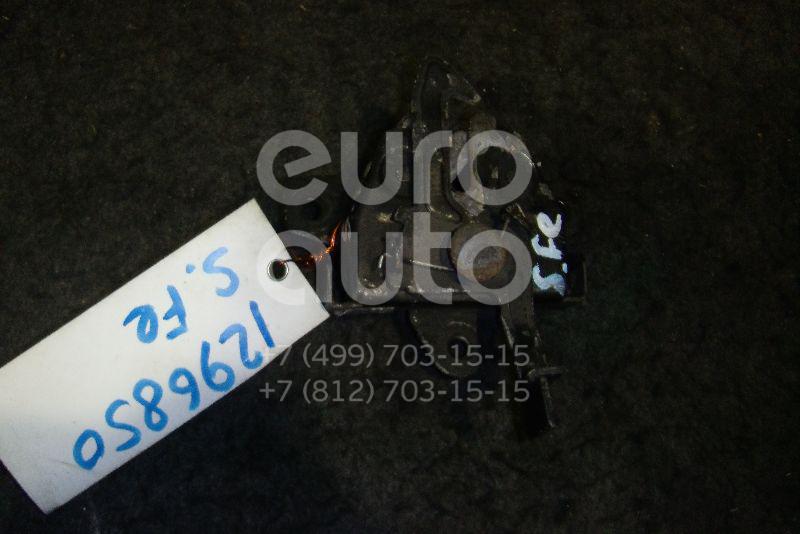 euro
auto
+7 (499) 703-15-15
+7 (812) 703-15-15
S.Fe
S.Fe
1296850